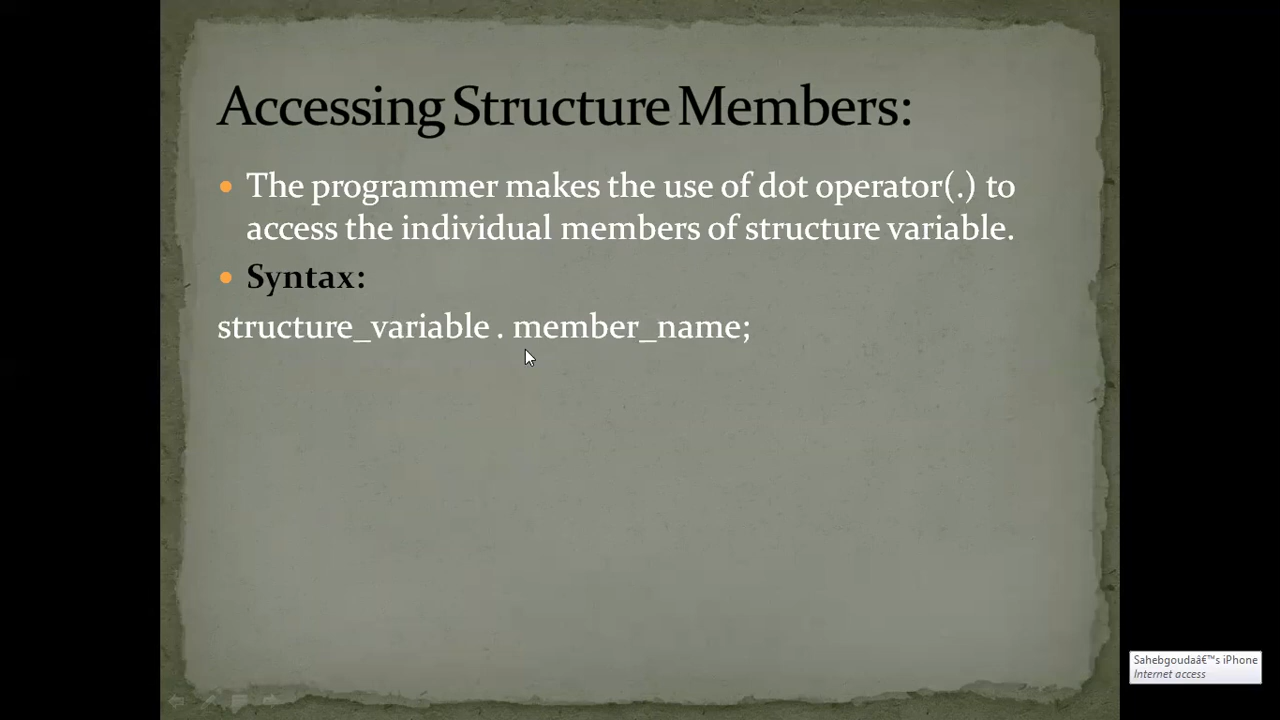 Accessing Structure Members:
The programmer makes the use of dot operator(.) to
access the individual members of structure variable.
Syntax:
structure_variable . member_name;
Sahebgoudaâ€™s iPhone
Internet access